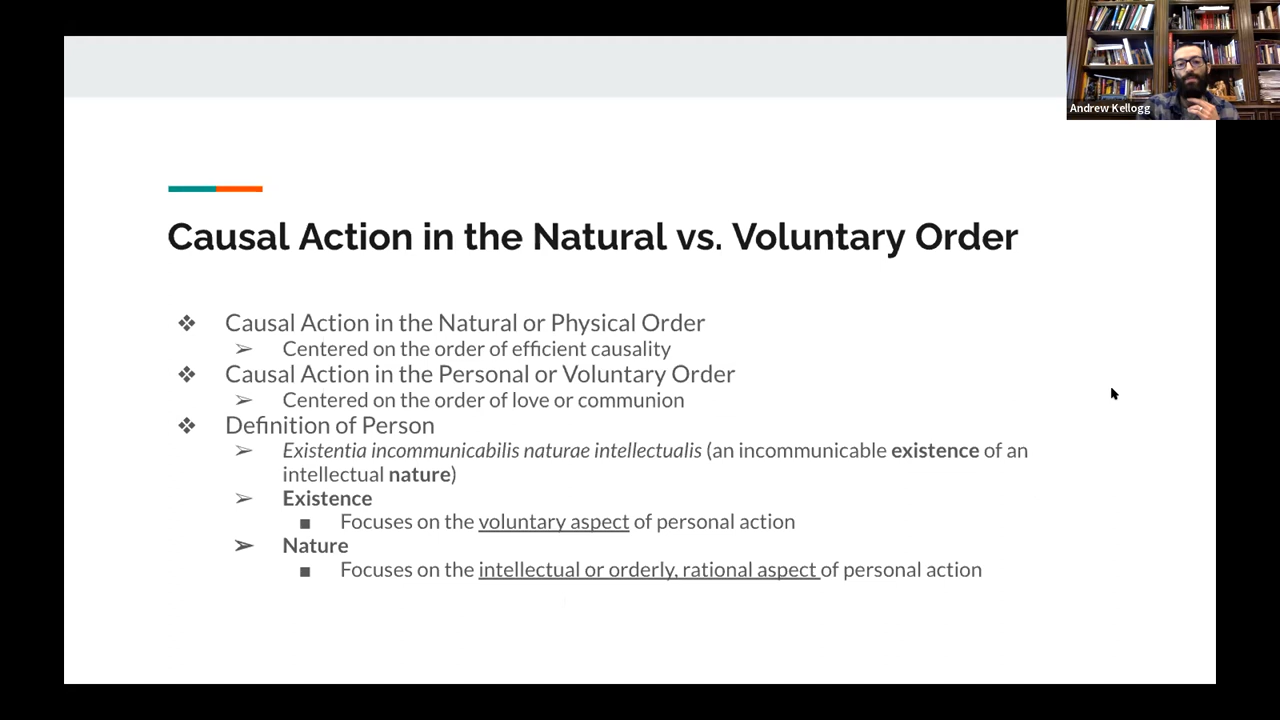 Andrew Kellogg
Causal Action in the Natural vs. Voluntary Order
❖ Causal Action in the Natural or Physical Order
➢ Centered on the order of efficient causality
❖ Causal Action in the Personal or Voluntary Order
➢ Centered on the order of love or communion
❖ Definition of Person
➢ Existentia incommunicabilis naturae intellectualis (an incommunicable existence of an
intellectual nature)
➢ Existence
■ Focuses on the voluntary aspect of personal action
➢ Nature
■ Focuses on the intellectual or orderly, rational aspect of personal action